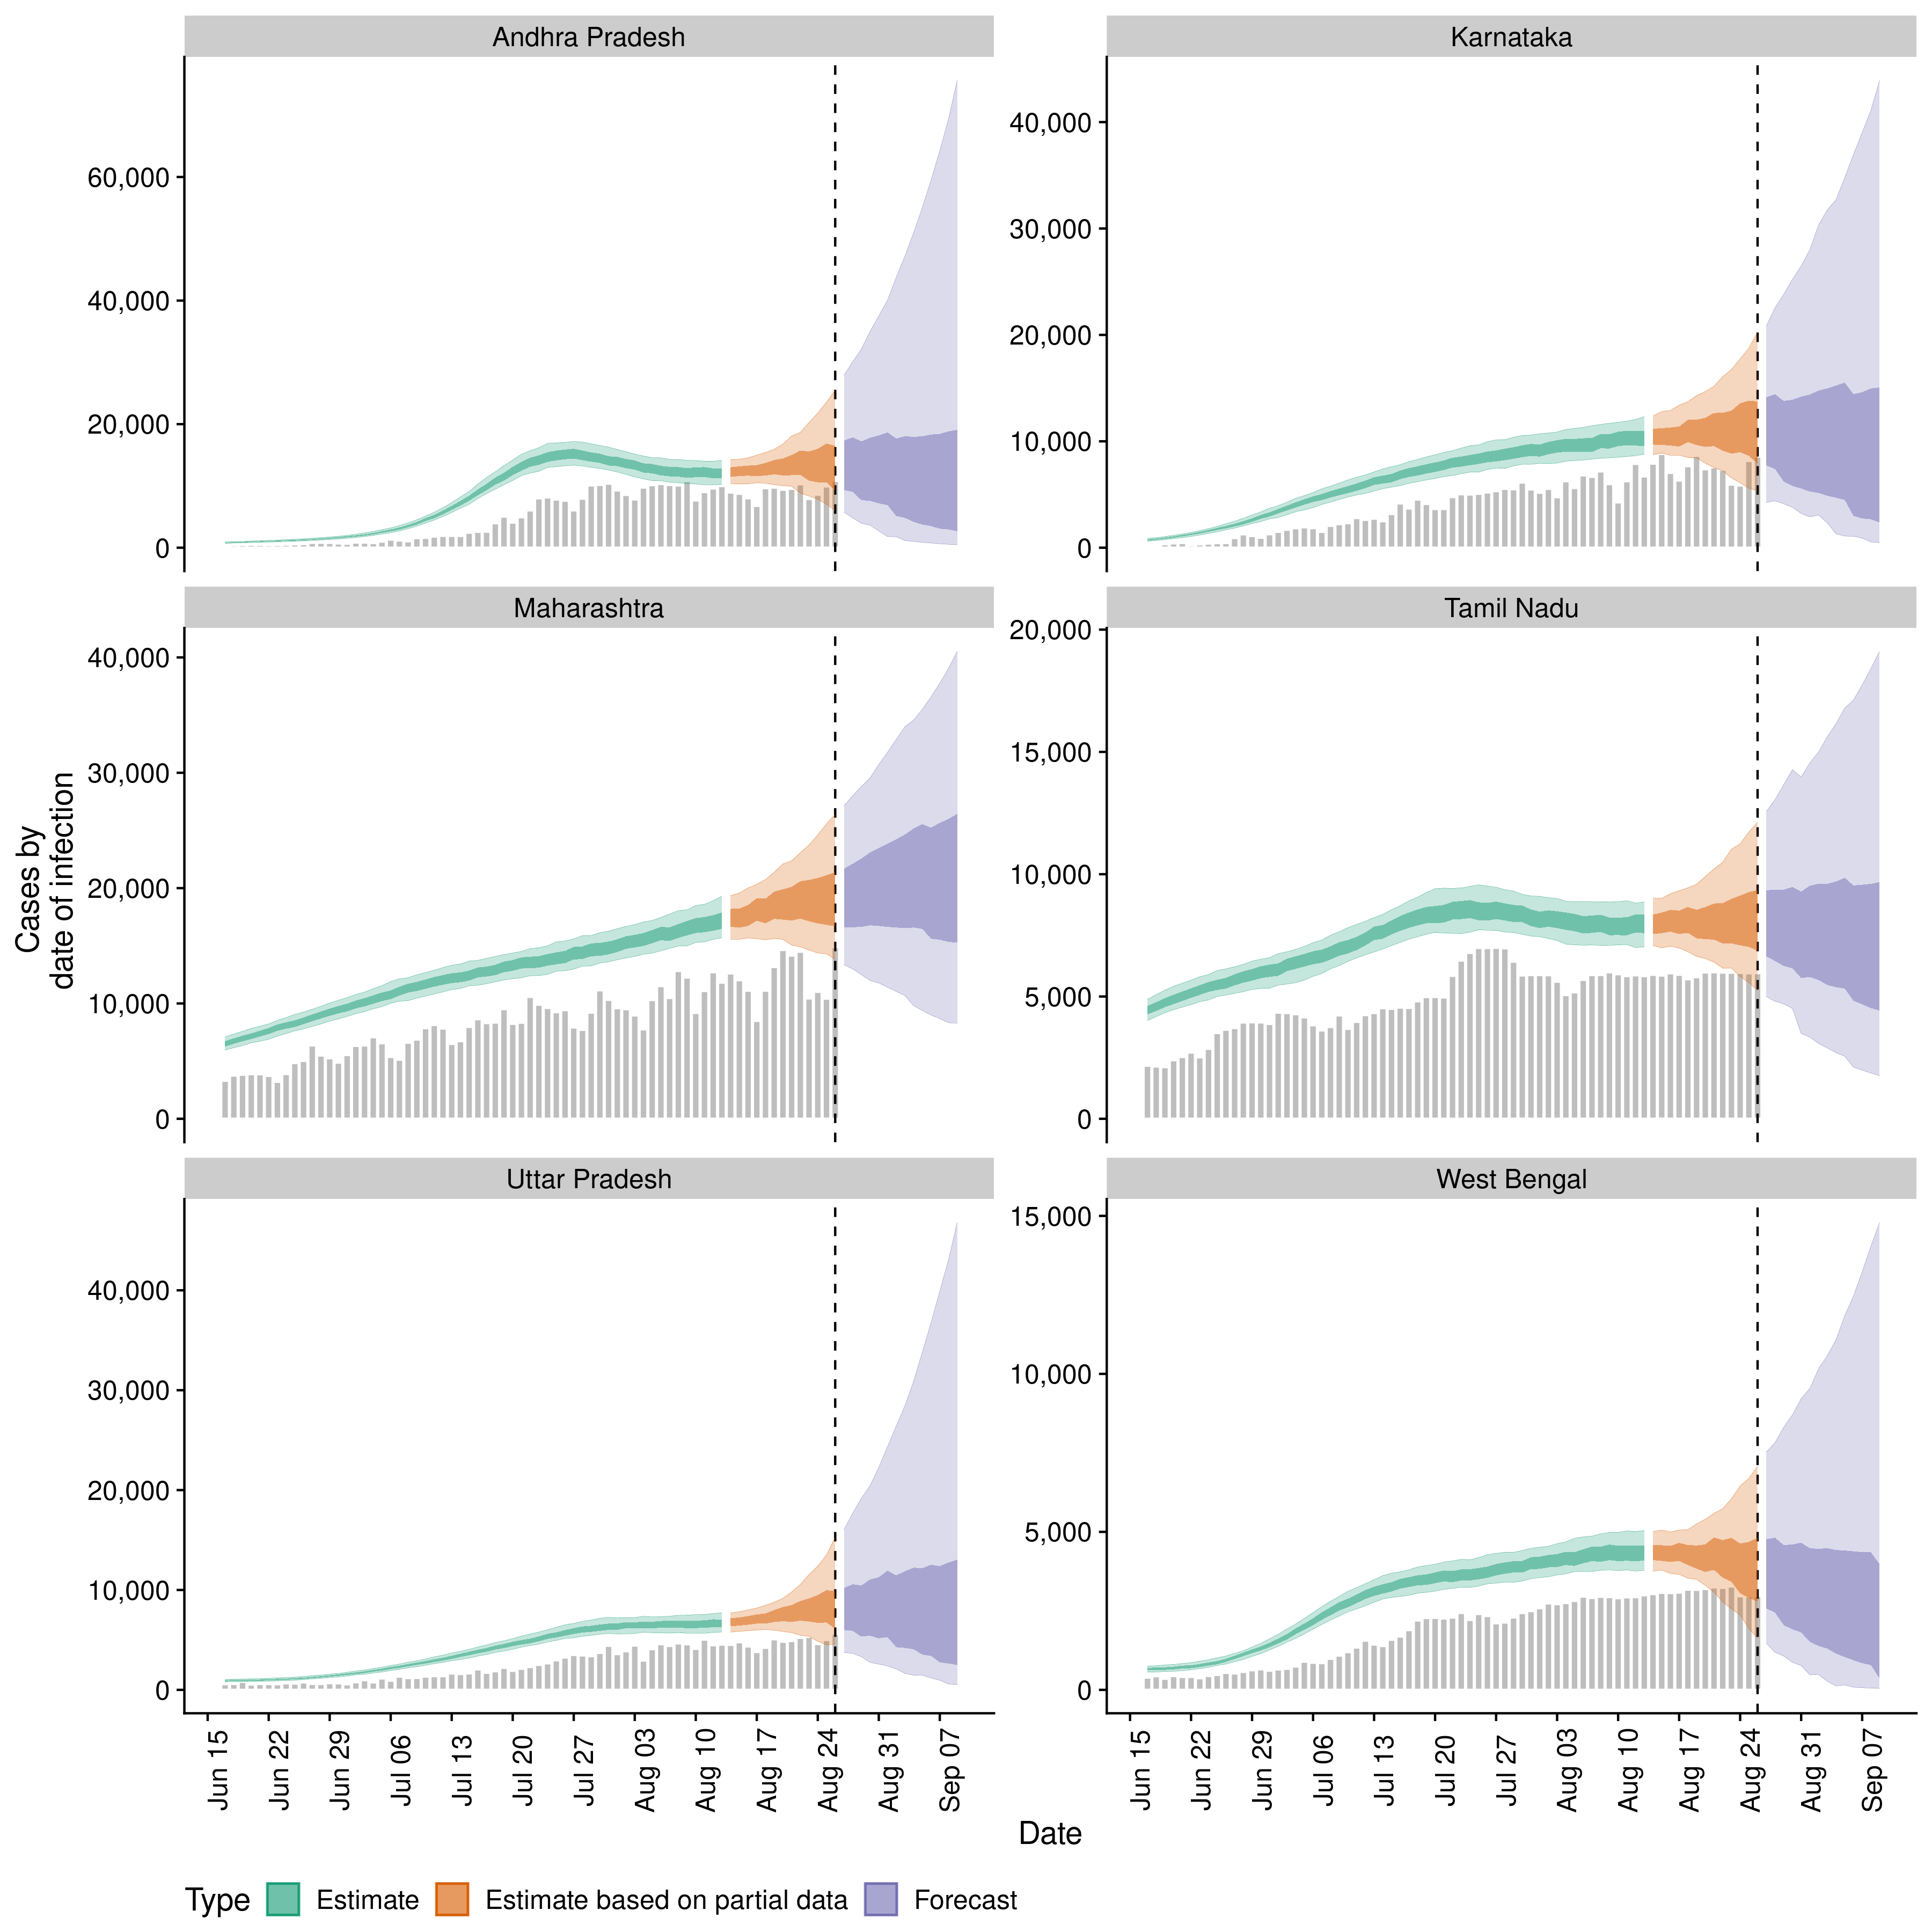 Andhra Pradesh
Karnataka
60,000
40,000
20,000
0
40,000
30,000
20,000
10,000
0
Maharashtra
Tamil Nadu
40,000
30,000
20,000
10,000
0
20,000
15,000
10,000
5,000
0
Uttar Pradesh
West Bengal
40,000
30,000
20,000
10,000
0
15,000
10,000
5,000
0
Cases by
date of infection
Jun 15
Jun 22
Jun 29
Jul 06
Jul 13
Jul 20
Jul 27
Aug 03
Aug 10
Aug 17
Aug 24
Aug 31
Sep 07
Jun 15
Jun 22
Jun 29
Jul 06
Jul 13
Jul 20
Jul 27
Aug 03
Aug 10
Aug 17
Aug 24
Aug 31
Sep 07
Date
Type Estimate Estimate based on partial data Forecast